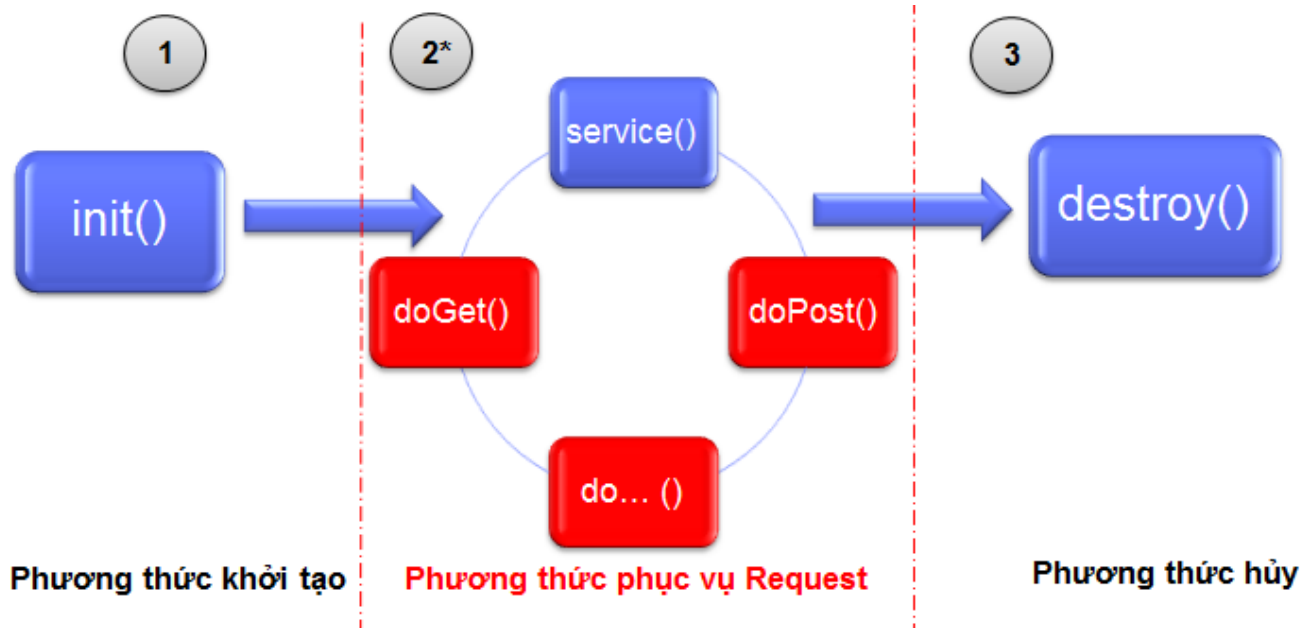 1
2*
3
service()
init()
destroy()
doGet()
doPost()
do... ()
Phương thức khởi tạo
Phương thức phục vụ Request
Phương thức hủy